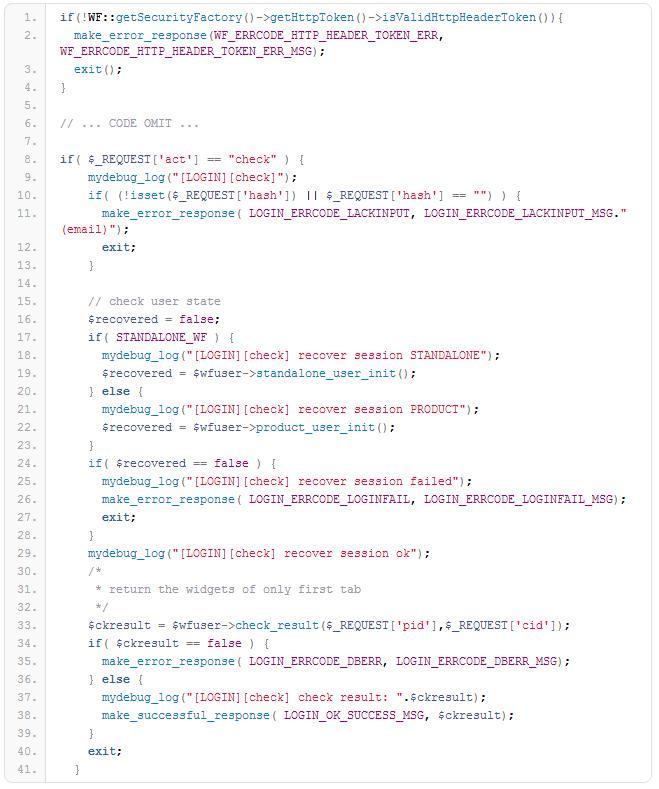 1. if(!WF::getSecurityFactory()->getHttpToken()->isValidHttpHeaderToken()){
2. make_error_response(WF_ERRCODE_HTTP_HEADER_TOKEN_ERR,
WF_ERRCODE_HTTP_HEADER_TOKEN_ERR_MSG);
3. exit();
4. }
5.
6. // ... CODE OMIT ...
7.
8. if( $_REQUEST['act'] == "check" ) {
9. mydebug_log("[LOGIN][check]");
10. if( (!isset($_REQUEST['hash']) || $_REQUEST['hash'] == "") ) {
11. make_error_response( LOGIN_ERRCODE_LACKINPUT, LOGIN_ERRCODE_LACKINPUT_MSG."
(email)");
12. exit;
13. }
14.
15. // check user state
16. $recovered = false;
17. if( STANDALONE_WF ) {
18. mydebug_log("[LOGIN][check] recover session STANDALONE");
19. $recovered = $wfuser->standalone_user_init();
20. } else {
21. mydebug_log("[LOGIN][check] recover session PRODUCT");
22. $recovered = $wfuser->product_user_init();
23. }
24. if( $recovered == false ) {
25. mydebug_log("[LOGIN][check] recover session failed");
26. make_error_response( LOGIN_ERRCODE_LOGINFAIL, LOGIN_ERRCODE_LOGINFAIL_MSG);
27. exit;
28. }
29. mydebug_log("[LOGIN][check] recover session ok");
30. /*
31. * return the widgets of only first tab
32. */
33. $ckresult = $wfuser->check_result($_REQUEST['pid'],$_REQUEST['cid']);
34. if( $ckresult == false ) {
35. make_error_response( LOGIN_ERRCODE_DBERR, LOGIN_ERRCODE_DBERR_MSG);
36. } else {
37. mydebug_log("[LOGIN][check] check result: ".$ckresult);
38. make_successful_response( LOGIN_OK_SUCCESS_MSG, $ckresult);
39. }
40. exit;
41. }